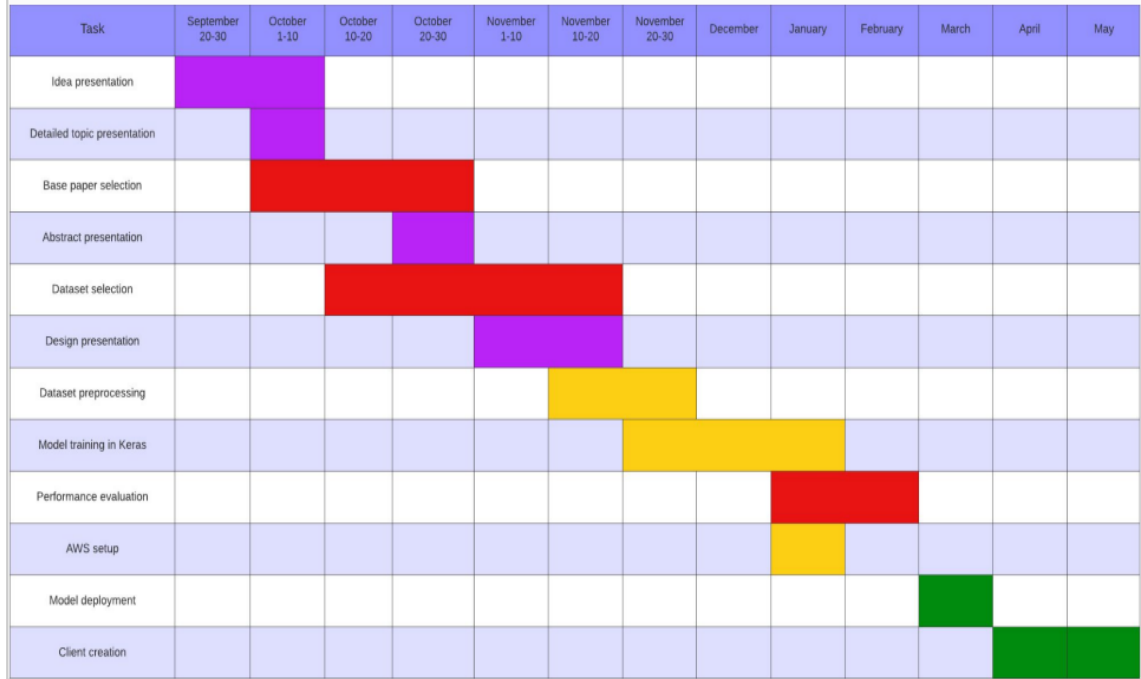 Task
September
20-30
October
1-10
October
10-20
October
20-30
November
1-10
November
10-20
November
20-30
December
January
February
March
April
May
Idea presentation
Detailed topic presentation
Base paper selection
Abstract presentation
Dataset selection
Design presentation
Dataset preprocessing
Model training in Keras
Performance evaluation
AWS setup
Model deployment
Client creation